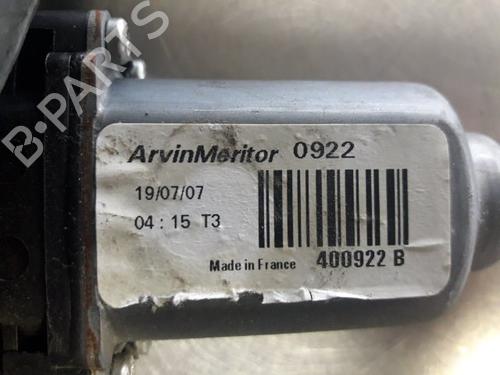 B-PARTS
ArvinMeritor 0922
19/07/07
04 : 15 T3
Made in France 400922 B